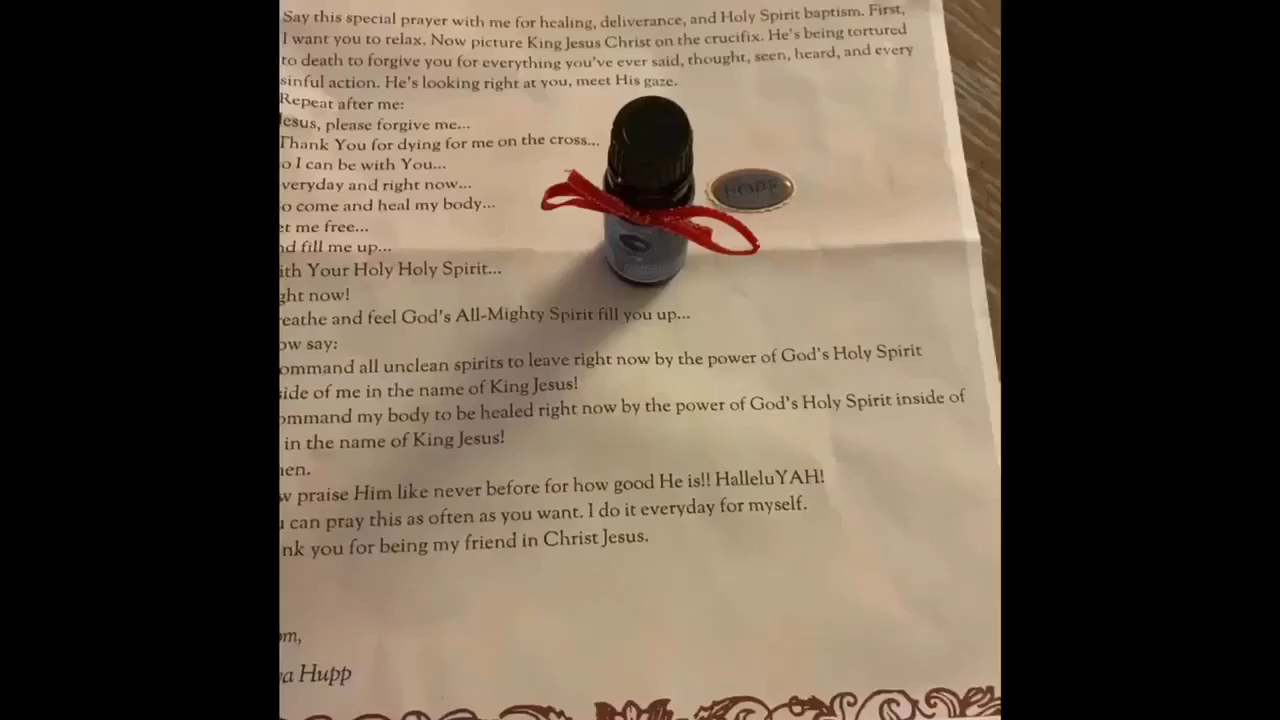 Say this special prayer with me for healing, deliverance, and Holy Spirit baptism. First,
I want you to relax. Now picture King Jesus Christ on the crucifix. He's being tortured
to death to forgive you for everything you've ever said, thought, seen, heard, and every
sinful action. He's looking right at you, meet His gaze.
Repeat after me:
Jesus, please forgive me...
Thank You for dying for me on the cross...
o I can be with You...
veryday and right now...
o come and heal my body...
et me free...
nd fill me up...
ith Your Holy Holy Spirit...
ght now!
reathe and feel God's All-Mighty Spirit fill you up...
ow say:
ommand all unclean spirits to leave right now by the power of God's Holy Spirit
side of me in the name of King Jesus!
ommand my body to be healed right now by the power of God's Holy Spirit inside of
in the name of King Jesus!
nen.
w praise Him like never before for how good He is!! HalleluYAH!
u can pray this as often as you want. I do it everyday for myself.
nk you for being my friend in Christ Jesus.
om,
va Hupp
HOPE